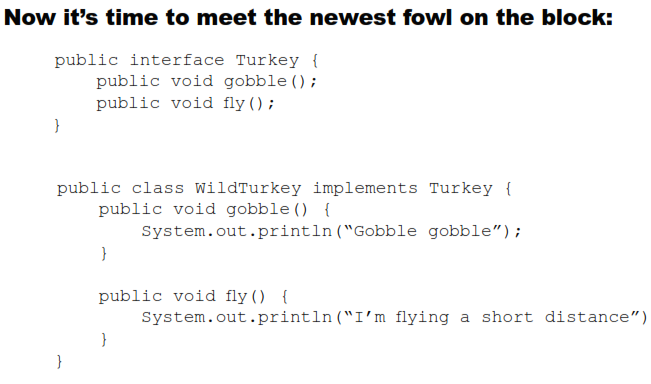 Now it’s time to meet the newest fowl on the block:
public interface Turkey {
    public void gobble();
    public void fly();
}
public class WildTurkey implements Turkey {
    public void gobble() {
        System.out.println(“Gobble gobble”);
    }
    public void fly() {
        System.out.println(“I’m flying a short distance”)
    }
}